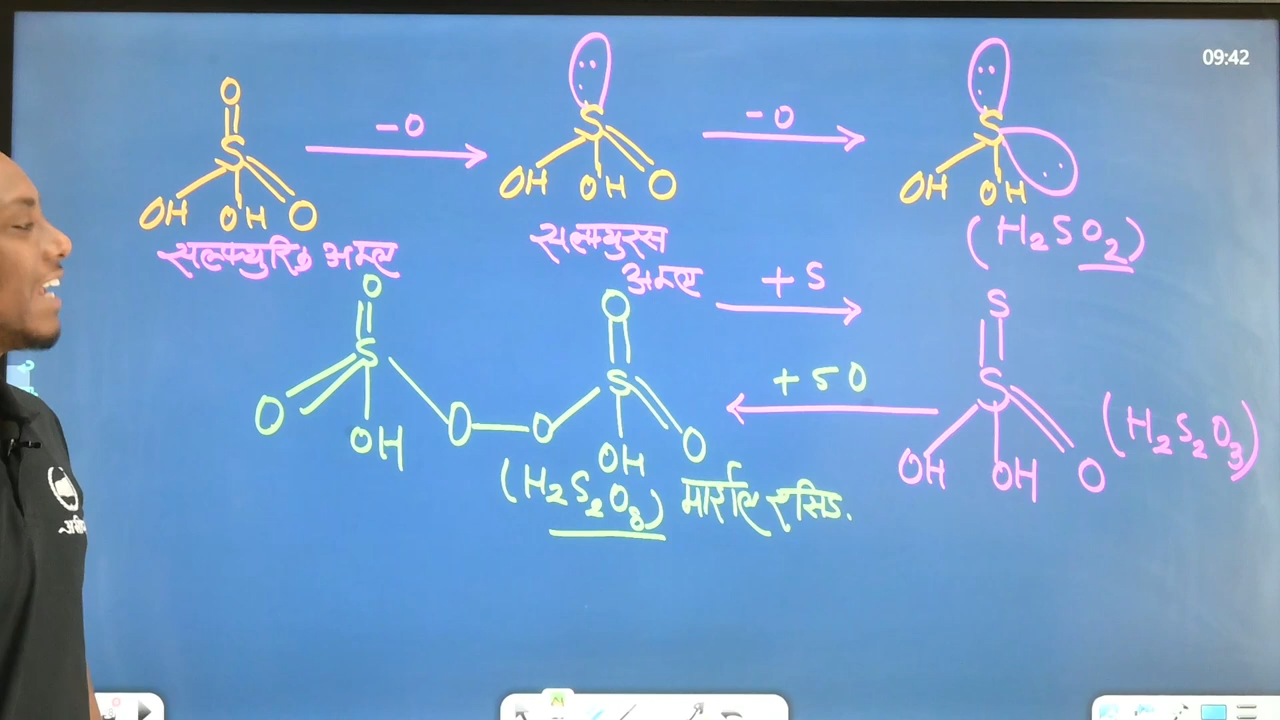 09:42
O
S
OH OH O
सल्फ्युरिक अम्ल
-O
S
OH OH O
सल्फ्युरस
अम्ल
-O
S
OH OH
(H₂SO₂)
+ S
S
S
OH OH O
(H₂S₂O₃)
+ 5 O
O O
S S
O OH O O OH O
(H₂S₂O₈) मार्शल एसिड.